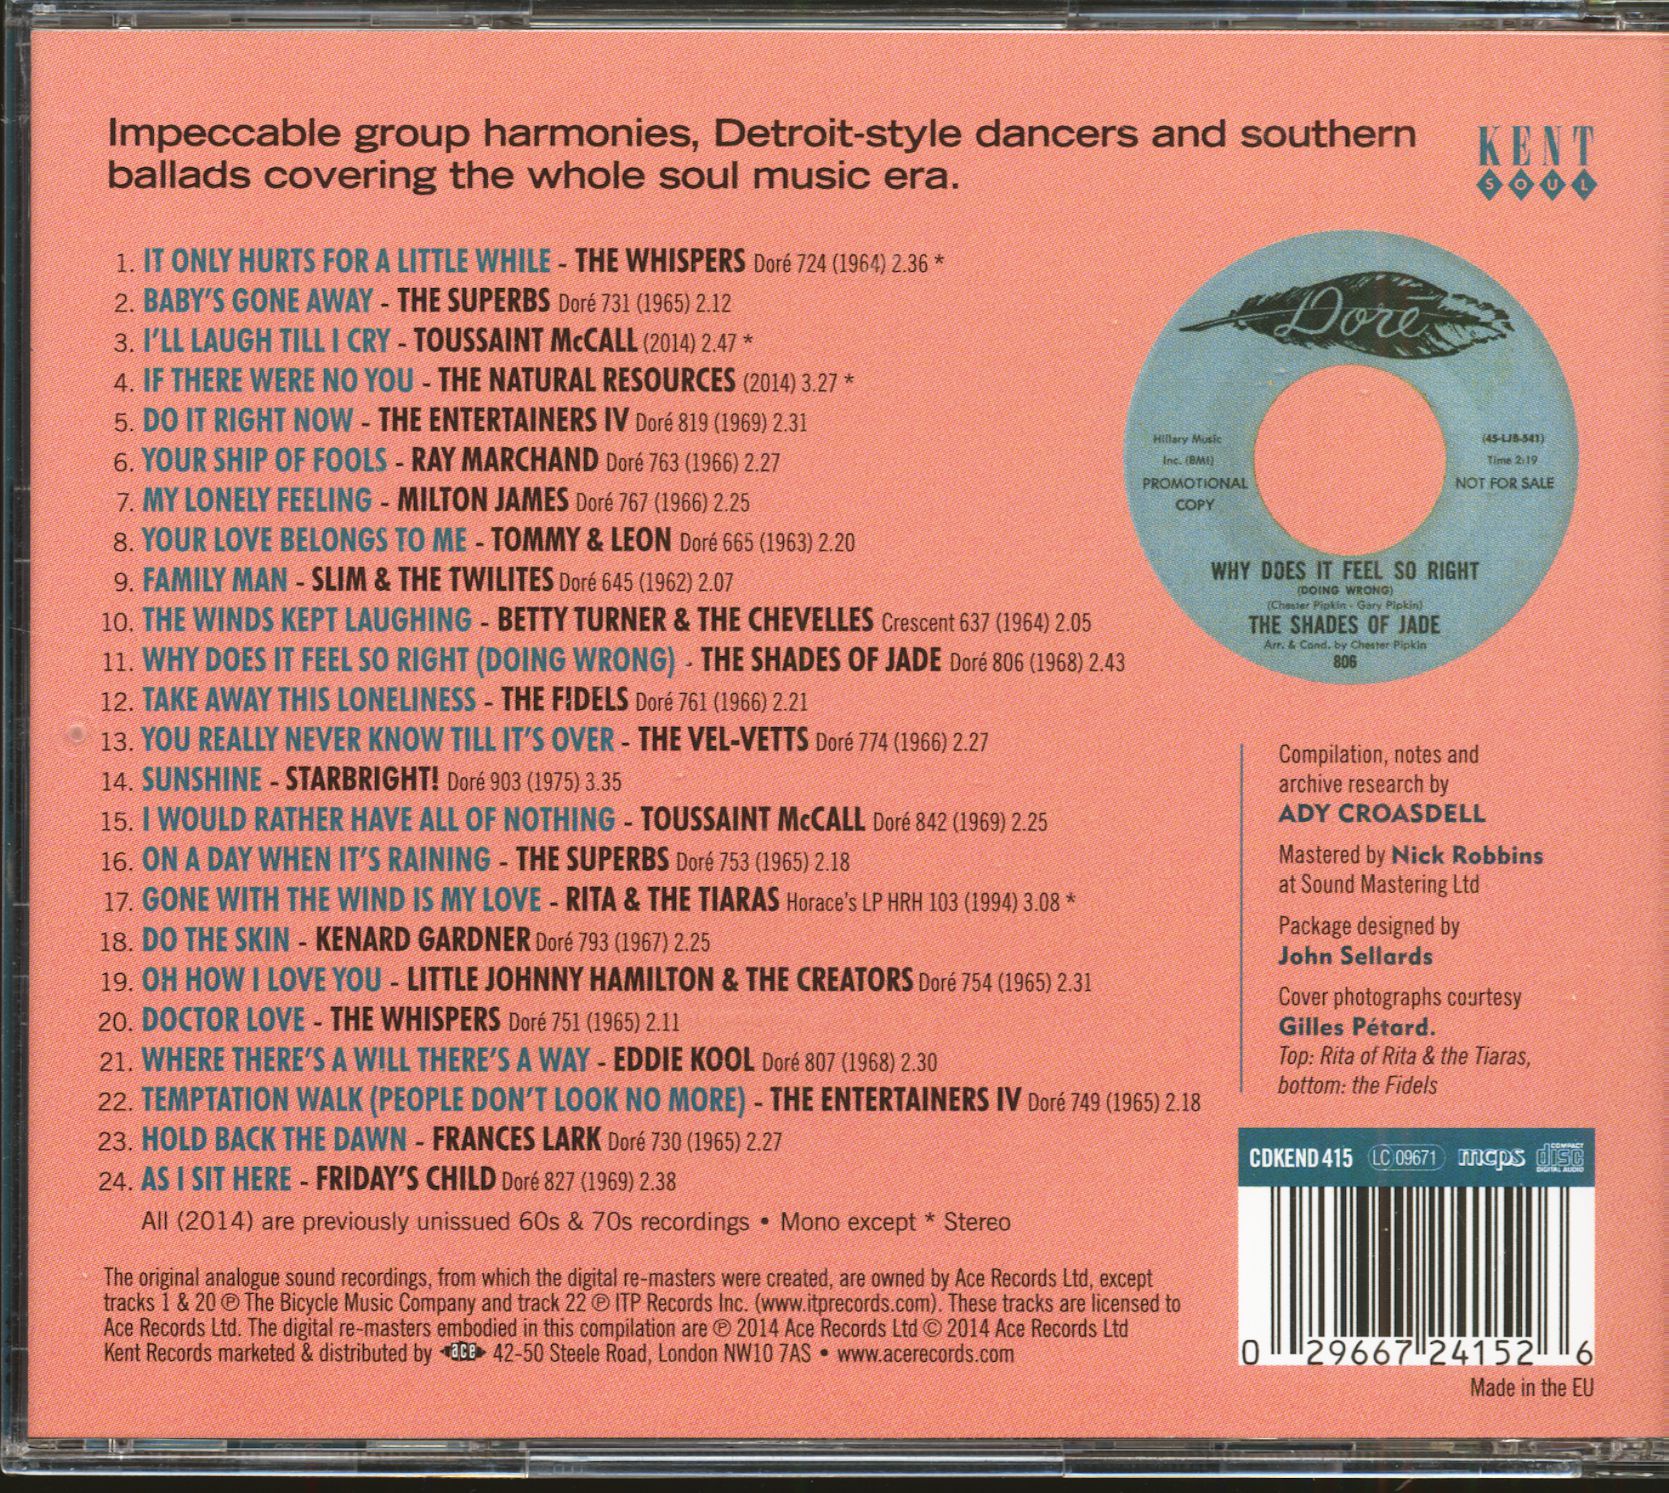 Impeccable group harmonies, Detroit-style dancers and southern
ballads covering the whole soul music era.
KENT
SOUL
1. IT ONLY HURTS FOR A LITTLE WHILE - THE WHISPERS Doré 724 (1964) 2.36 *
2. BABY'S GONE AWAY - THE SUPERBS Doré 731 (1965) 2.12
3. I'LL LAUGH TILL I CRY - TOUSSAINT McCALL (2014) 2.47 *
4. IF THERE WERE NO YOU - THE NATURAL RESOURCES (2014) 3.27 *
5. DO IT RIGHT NOW - THE ENTERTAINERS IV Doré 819 (1969) 2.31
6. YOUR SHIP OF FOOLS - RAY MARCHAND Doré 763 (1966) 2.27
7. MY LONELY FEELING - MILTON JAMES Doré 767 (1966) 2.25
8. YOUR LOVE BELONGS TO ME - TOMMY & LEON Doré 665 (1963) 2.20
9. FAMILY MAN - SLIM & THE TWILITES Doré 645 (1962) 2.07
10. THE WINDS KEPT LAUGHING - BETTY TURNER & THE CHEVELLES Crescent 637 (1964) 2.05
11. WHY DOES IT FEEL SO RIGHT (DOING WRONG) - THE SHADES OF JADE Doré 806 (1968) 2.43
12. TAKE AWAY THIS LONELINESS - THE FIDELS Doré 761 (1966) 2.21
13. YOU REALLY NEVER KNOW TILL IT'S OVER - THE VEL-VETTS Doré 774 (1966) 2.27
14. SUNSHINE - STARBRIGHT! Doré 903 (1975) 3.35
15. I WOULD RATHER HAVE ALL OF NOTHING - TOUSSAINT McCALL Doré 842 (1969) 2.25
16. ON A DAY WHEN IT'S RAINING - THE SUPERBS Doré 753 (1965) 2.18
17. GONE WITH THE WIND IS MY LOVE - RITA & THE TIARAS Horace's LP HRH 103 (1994) 3.08 *
18. DO THE SKIN - KENARD GARDNER Doré 793 (1967) 2.25
19. OH HOW I LOVE YOU - LITTLE JOHNNY HAMILTON & THE CREATORS Doré 754 (1965) 2.31
20. DOCTOR LOVE - THE WHISPERS Doré 751 (1965) 2.11
21. WHERE THERE'S A WILL THERE'S A WAY - EDDIE KOOL Doré 807 (1968) 2.30
22. TEMPTATION WALK (PEOPLE DON'T LOOK NO MORE) - THE ENTERTAINERS IV Doré 749 (1965) 2.18
23. HOLD BACK THE DAWN - FRANCES LARK Doré 730 (1965) 2.27
24. AS I SIT HERE - FRIDAY'S CHILD Doré 827 (1969) 2.38
All (2014) are previously unissued 60s & 70s recordings • Mono except * Stereo
The original analogue sound recordings, from which the digital re-masters were created, are owned by Ace Records Ltd, except
tracks 1 & 20 ℗ The Bicycle Music Company and track 22 ℗ ITP Records Inc. (www.itprecords.com). These tracks are licensed to
Ace Records Ltd. The digital re-masters embodied in this compilation are ℗ 2014 Ace Records Ltd © 2014 Ace Records Ltd
Kent Records marketed & distributed by ace 42-50 Steele Road, London NW10 7AS • www.acerecords.com
Doré
Hillary Music
Inc. (BMI)
PROMOTIONAL
COPY
(45-LJB-541)
Time 2:19
NOT FOR SALE
WHY DOES IT FEEL SO RIGHT
(DOING WRONG)
(Chester Pipkin - Gary Pipkin)
THE SHADES OF JADE
Arr. & Cond. by Chester Pipkin
806
Compilation, notes and
archive research by
ADY CROASDELL
Mastered by Nick Robbins
at Sound Mastering Ltd
Package designed by
John Sellards
Cover photographs courtesy
Gilles Pétard.
Top: Rita of Rita & the Tiaras,
bottom: the Fidels
CDKEND 415 LC 09671 mcps COMPACT disc DIGITAL AUDIO
0 29667 24152 6
Made in the EU